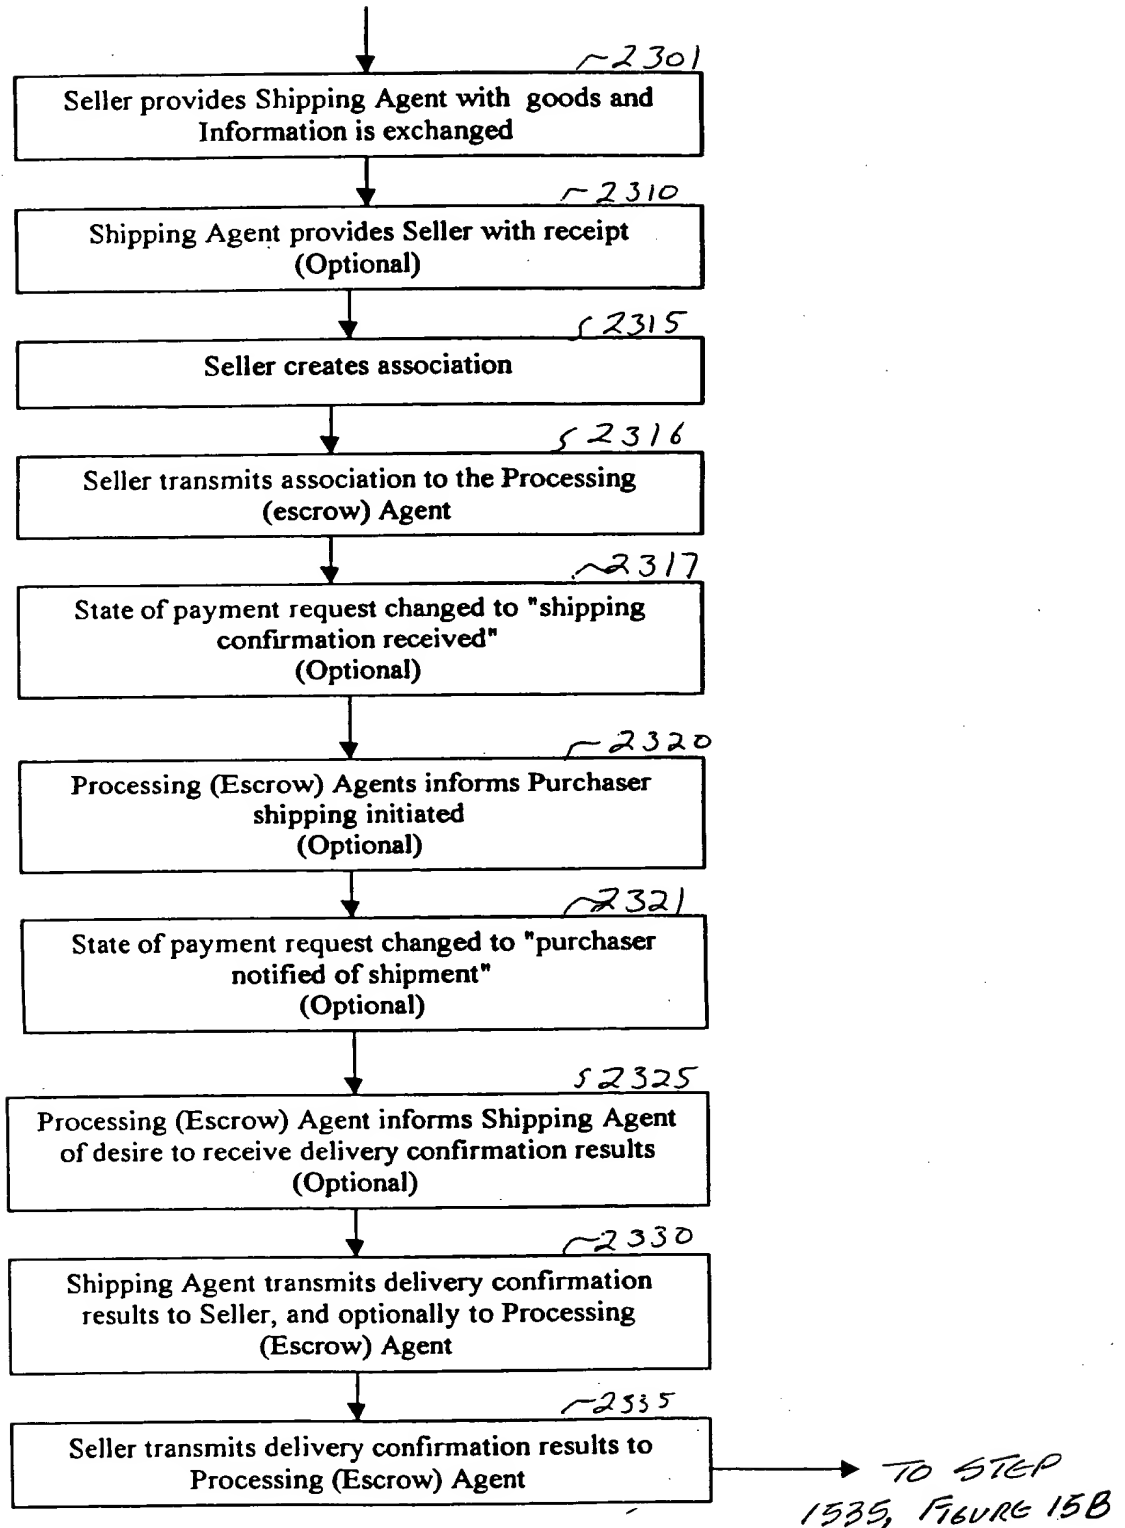 2301
Seller provides Shipping Agent with goods and
Information is exchanged
2310
Shipping Agent provides Seller with receipt
(Optional)
2315
Seller creates association
2316
Seller transmits association to the Processing
(escrow) Agent
2317
State of payment request changed to "shipping
confirmation received"
(Optional)
2320
Processing (Escrow) Agents informs Purchaser
shipping initiated
(Optional)
2321
State of payment request changed to "purchaser
notified of shipment"
(Optional)
2325
Processing (Escrow) Agent informs Shipping Agent
of desire to receive delivery confirmation results
(Optional)
2330
Shipping Agent transmits delivery confirmation
results to Seller, and optionally to Processing
(Escrow) Agent
2335
Seller transmits delivery confirmation results to
Processing (Escrow) Agent
TO STEP
1535, FIGURE 15B